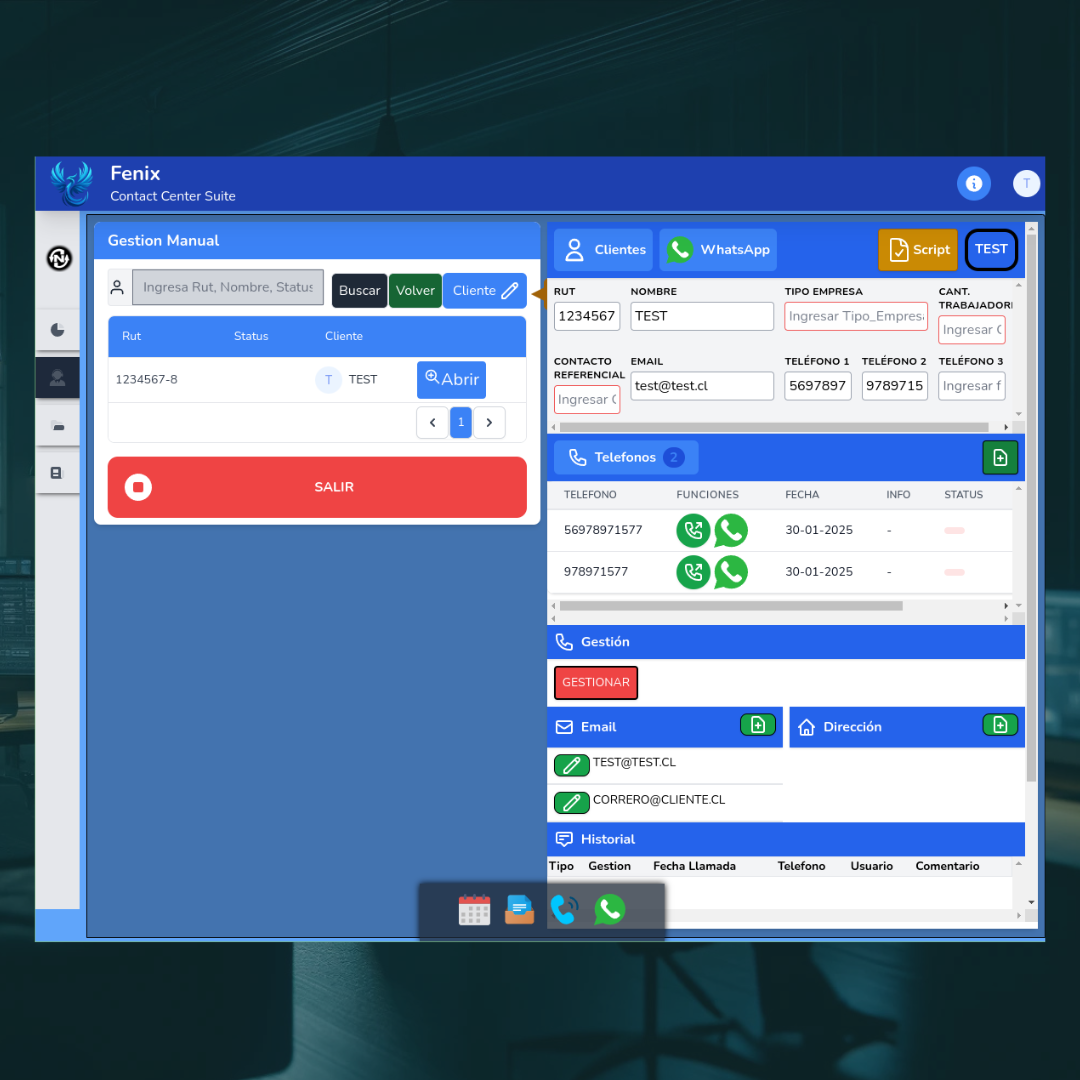 Fenix
Contact Center Suite
T
Gestion Manual
Ingresa Rut, Nombre, Status
Buscar
Volver
Cliente
Rut Status Cliente
1234567-8 T TEST Abrir
1
SALIR
Clientes
WhatsApp
Script
TEST
RUT NOMBRE TIPO EMPRESA CANT. TRABAJADOR
1234567 TEST Ingresar Tipo_Empresa Ingresar C
CONTACTO REFERENCIAL EMAIL TELÉFONO 1 TELÉFONO 2 TELÉFONO 3
Ingresar C test@test.cl 5697897 9789715 Ingresar f
Telefonos 2
TELEFONO FUNCIONES FECHA INFO STATUS
56978971577 30-01-2025 -
978971577 30-01-2025 -
Gestión
GESTIONAR
Email
Dirección
TEST@TEST.CL
CORRERO@CLIENTE.CL
Historial
Tipo Gestion Fecha Llamada Telefono Usuario Comentario